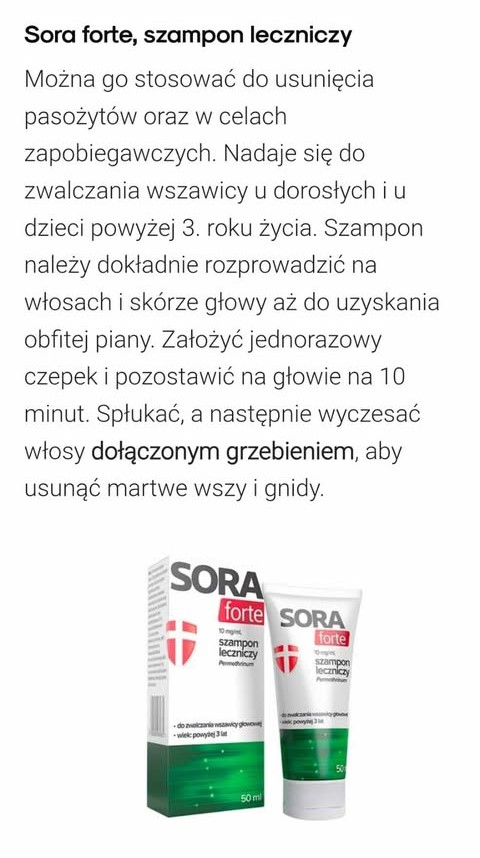 Sora forte, szampon leczniczy
Można go stosować do usunięcia
pasożytów oraz w celach
zapobiegawczych. Nadaje się do
zwalczania wszawicy u dorosłych i u
dzieci powyżej 3. roku życia. Szampon
należy dokładnie rozprowadzić na
włosach i skórze głowy aż do uzyskania
obfitej piany. Założyć jednorazowy
czepek i pozostawić na głowie na 10
minut. Spłukać, a następnie wyczesać
włosy dołączonym grzebieniem, aby
usunąć martwe wszy i gnidy.
SORA
forte
10 mg/ml,
szampon
leczniczy
Permethrinum
- do zwalczania wszawicy głowowej
- wiek: powyżej 3 lat
50 ml
SORA
forte
10 mg/ml,
szampon
leczniczy
Permethrinum
- do zwalczania wszawicy głowowej
- wiek: powyżej 3 lat
50